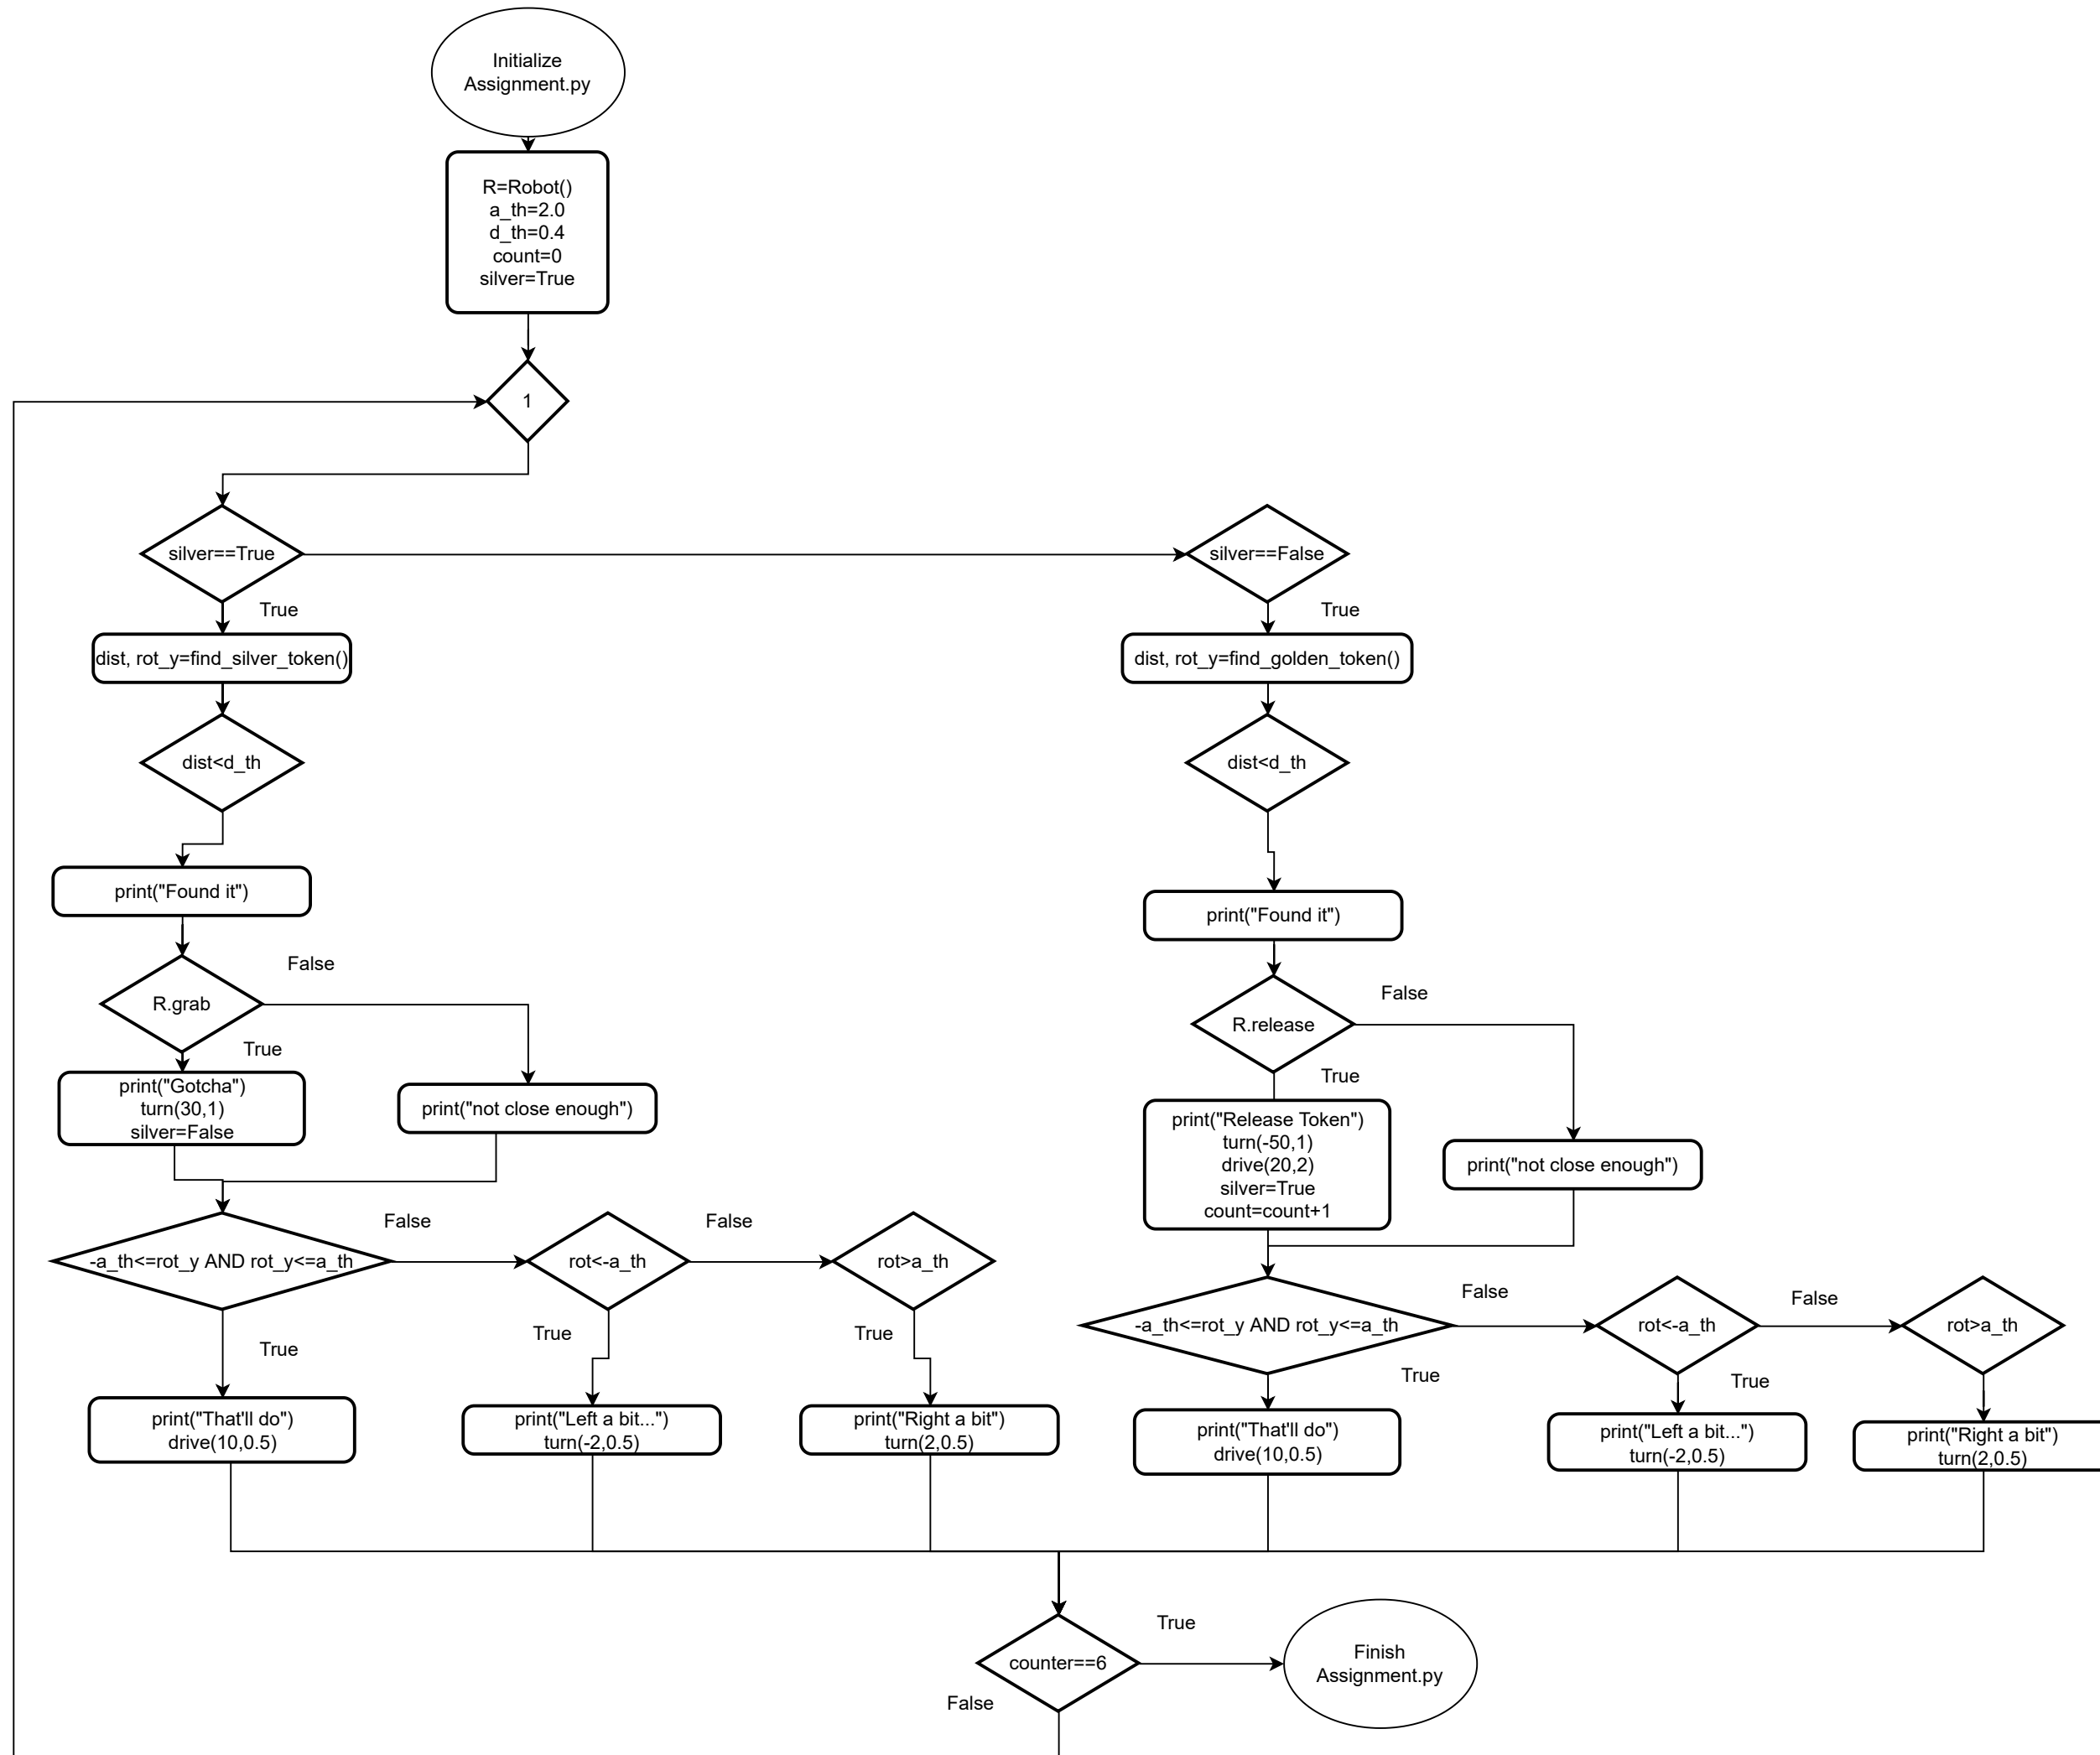 Initialize
Assignment.py
R=Robot()
a_th=2.0
d_th=0.4
count=0
silver=True
1
silver==True
silver==False
True
True
dist, rot_y=find_silver_token()
dist, rot_y=find_golden_token()
dist<d_th
dist<d_th
print("Found it")
print("Found it")
False
R.grab
False
R.release
True
True
print("Gotcha")
turn(30,1)
silver=False
print("not close enough")
print("Release Token")
turn(-50,1)
drive(20,2)
silver=True
count=count+1
print("not close enough")
False
False
-a_th<=rot_y AND rot_y<=a_th
rot<-a_th
rot>a_th
False
False
-a_th<=rot_y AND rot_y<=a_th
rot<-a_th
rot>a_th
True
True
True
True
True
print("That'll do")
drive(10,0.5)
print("Left a bit...")
turn(-2,0.5)
print("Right a bit")
turn(2,0.5)
print("That'll do")
drive(10,0.5)
print("Left a bit...")
turn(-2,0.5)
print("Right a bit")
turn(2,0.5)
True
counter==6
Finish
Assignment.py
False